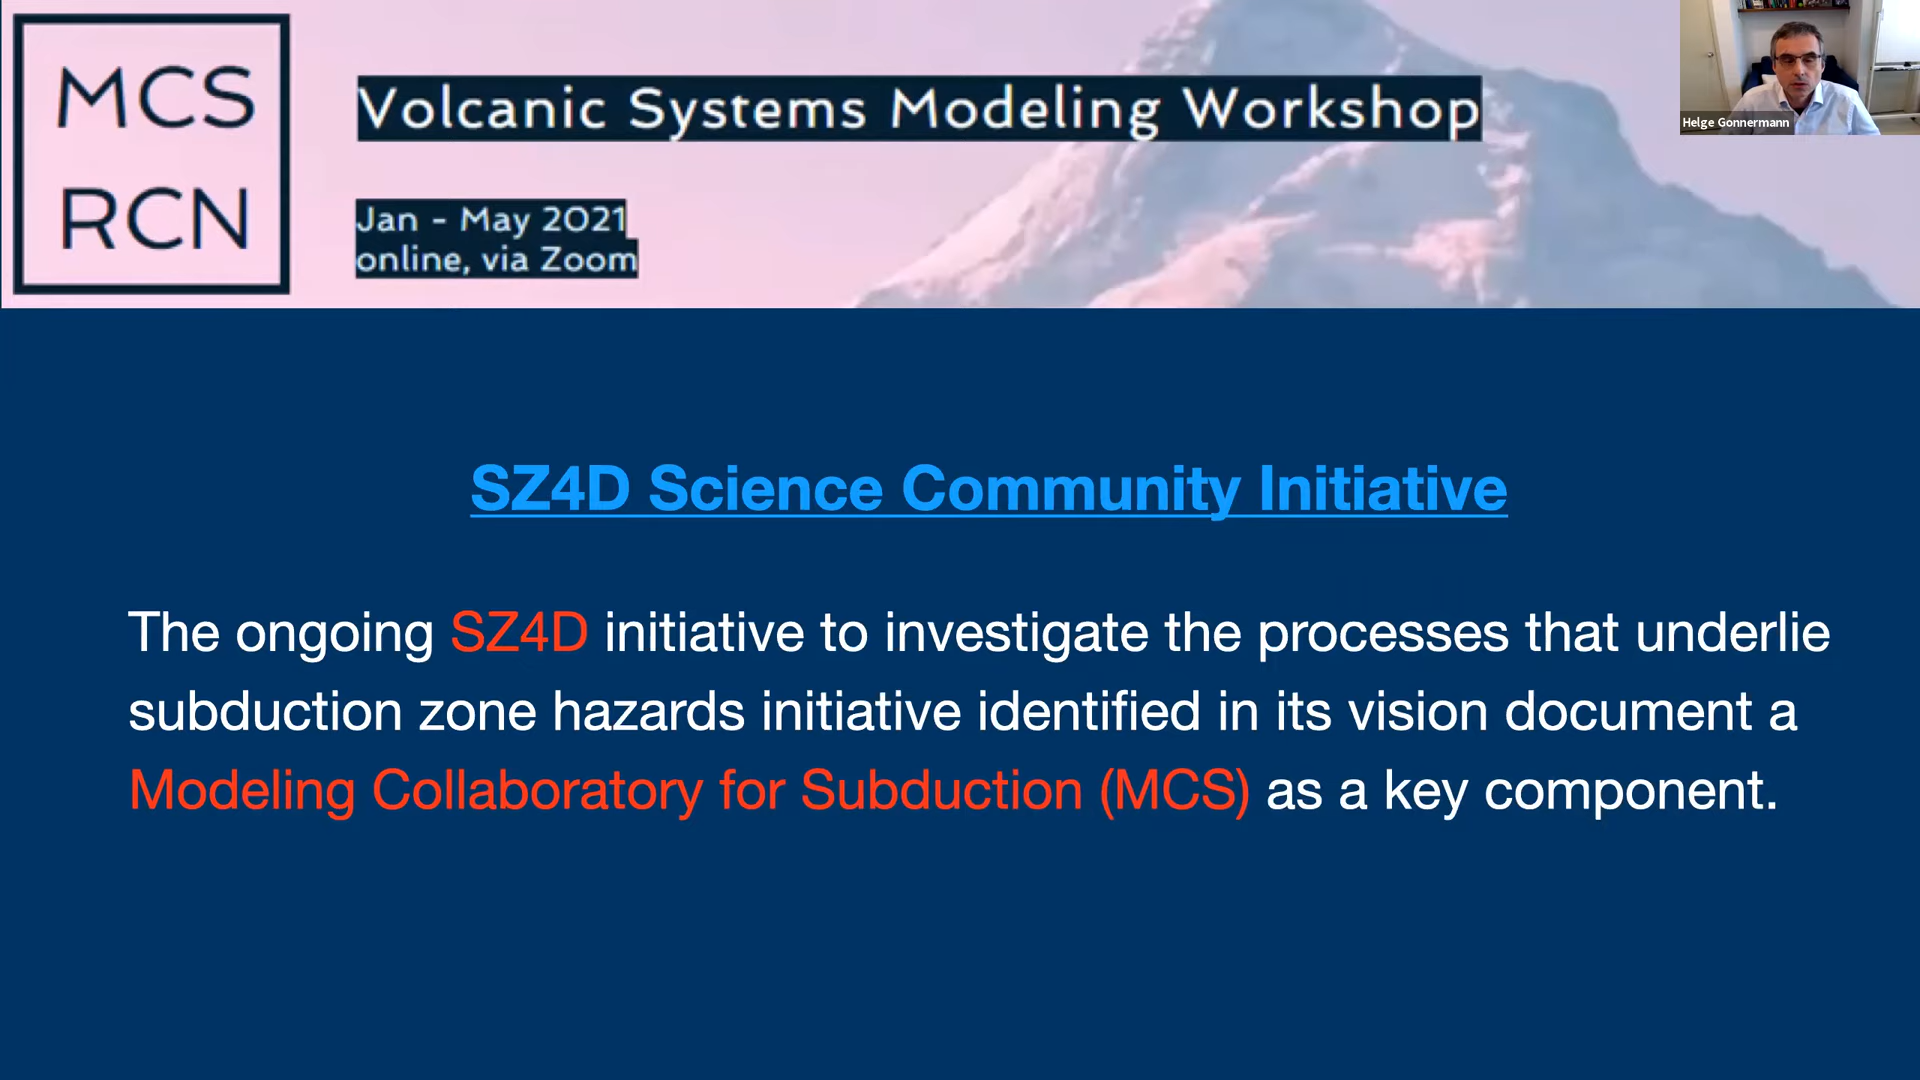 MCS
RCN
Volcanic Systems Modeling Workshop
Jan - May 2021
online, via Zoom
Helge Gonnermann
SZ4D Science Community Initiative
The ongoing SZ4D initiative to investigate the processes that underlie
subduction zone hazards initiative identified in its vision document a
Modeling Collaboratory for Subduction (MCS) as a key component.